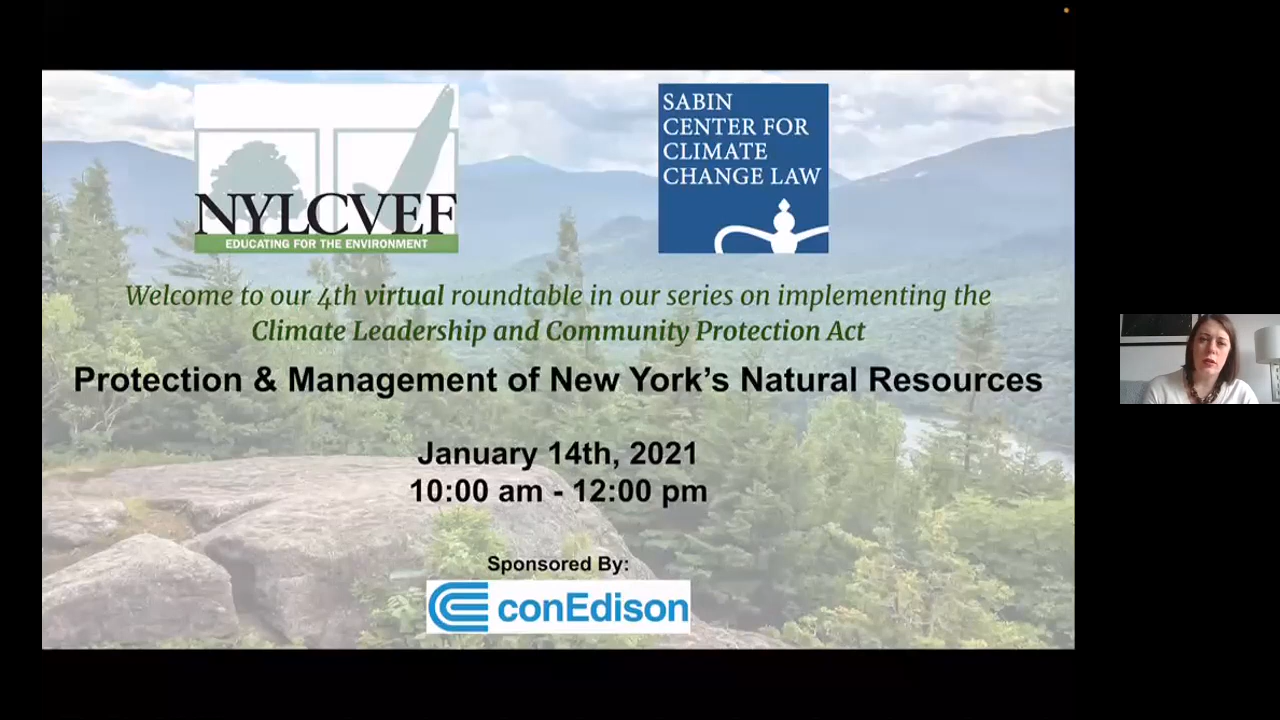 NYLCVEF
EDUCATING FOR THE ENVIRONMENT
SABIN
CENTER FOR
CLIMATE
CHANGE LAW
Welcome to our 4th virtual roundtable in our series on implementing the
Climate Leadership and Community Protection Act
Protection & Management of New York’s Natural Resources
January 14th, 2021
10:00 am - 12:00 pm
Sponsored By:
conEdison